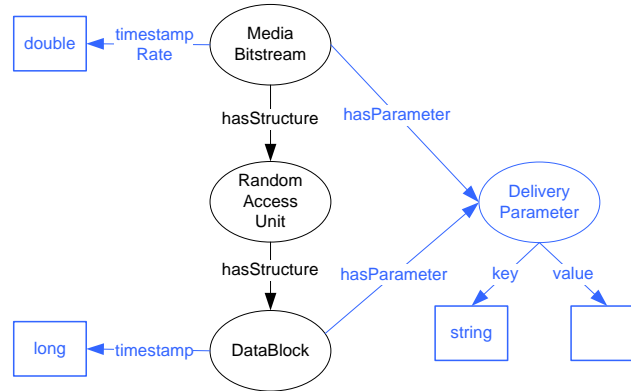 double
timestamp
Rate
Media
Bitstream
hasStructure
hasParameter
Random
Access
Unit
Delivery
Parameter
hasStructure
hasParameter
key
value
string
long
timestamp
DataBlock